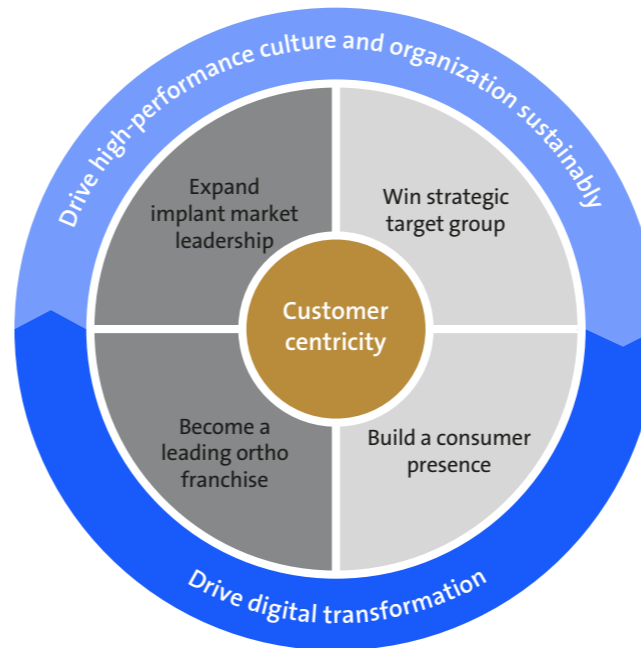 Drive high-performance culture and organization sustainably
Expand
implant market
leadership
Win strategic
target group
Customer
centricity
Become a
leading ortho
franchise
Build a consumer
presence
Drive digital transformation